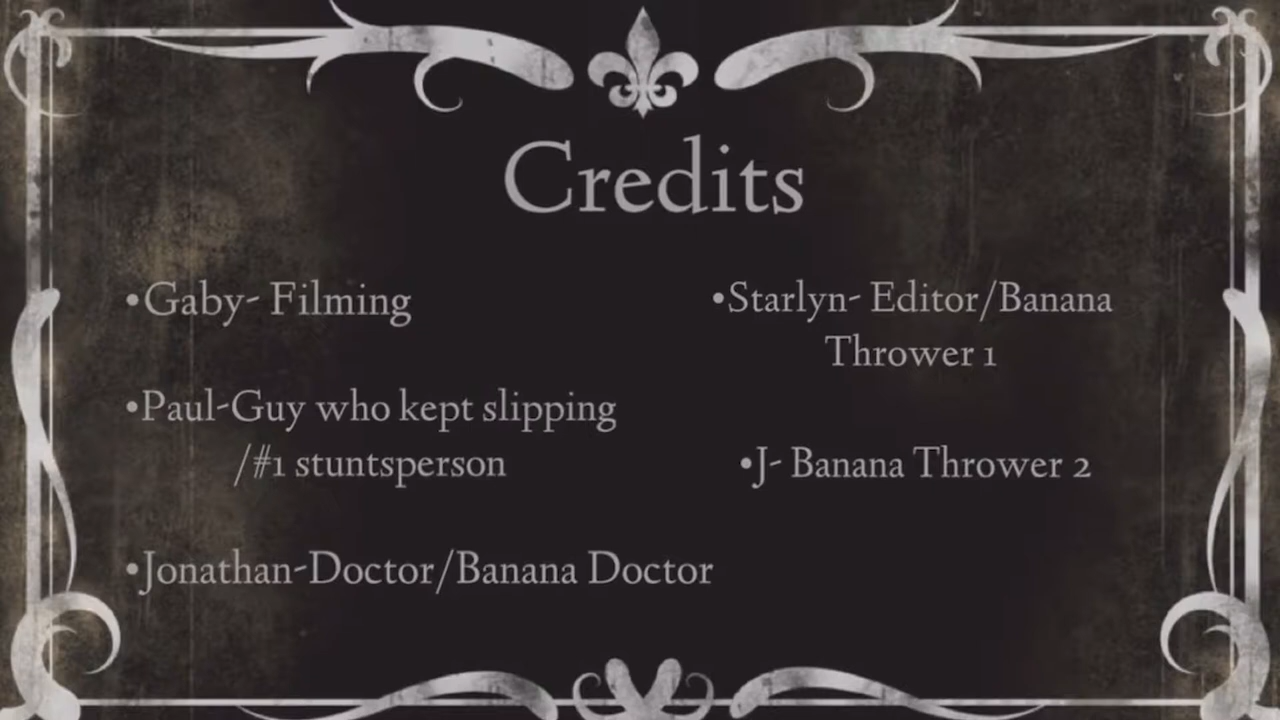 Credits
•Gaby- Filming
•Paul-Guy who kept slipping
/#1 stuntsperson
•Jonathan-Doctor/Banana Doctor
•Starlyn- Editor/Banana
Thrower 1
•J- Banana Thrower 2